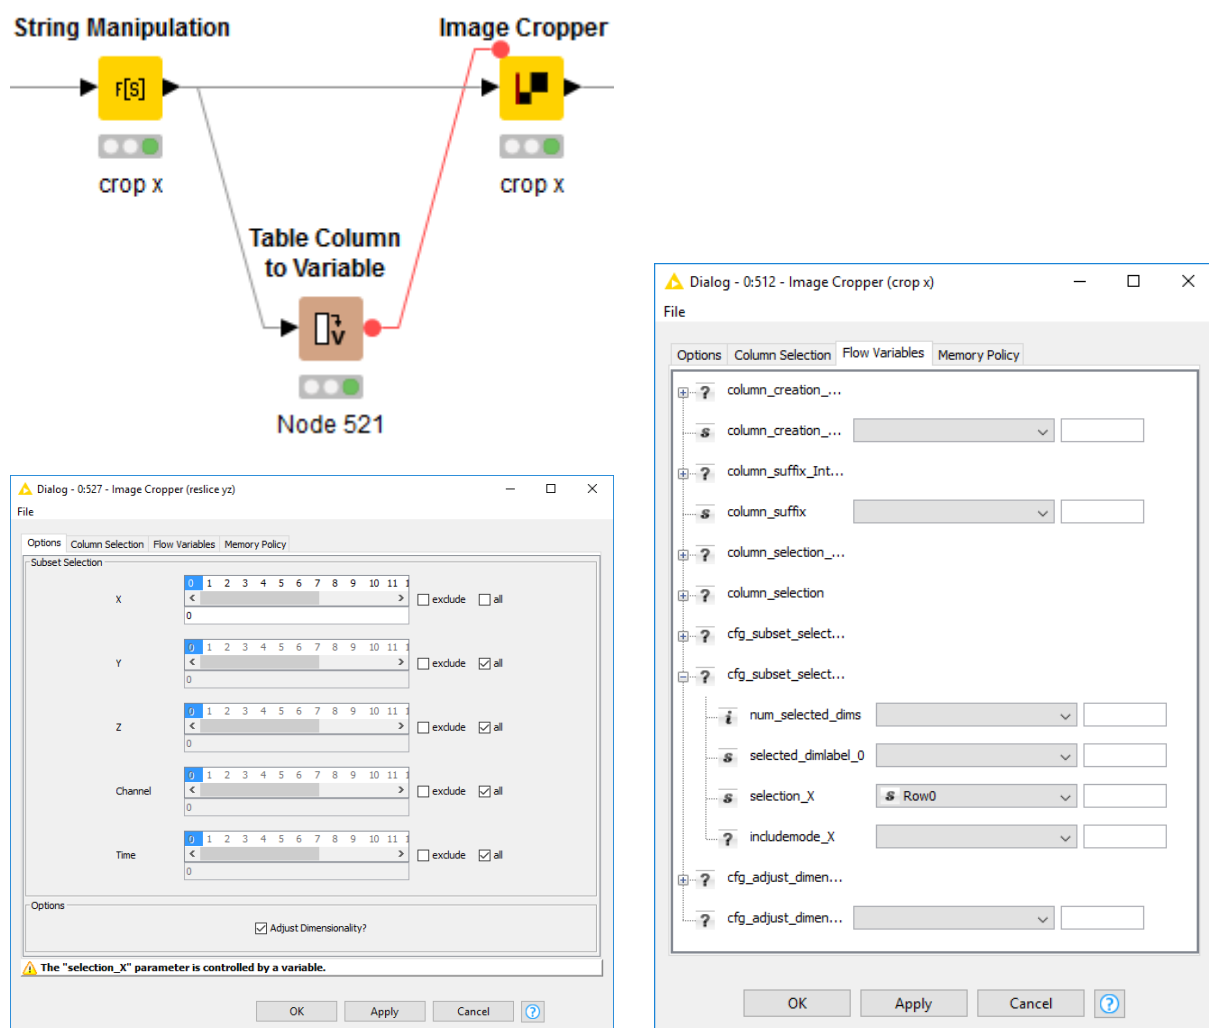 String Manipulation
Image Cropper
F[S]
crop x
crop x
Table Column
to Variable
V
Node 521
Dialog - 0:527 - Image Cropper (reslice yz)
File
Options Column Selection Flow Variables Memory Policy
Subset Selection
X
0 1 2 3 4 5 6 7 8 9 10 11 1
exclude all
0
Y
0 1 2 3 4 5 6 7 8 9 10 11 1
exclude all
0
Z
0 1 2 3 4 5 6 7 8 9 10 11 1
exclude all
0
Channel
0 1 2 3 4 5 6 7 8 9 10 11 1
exclude all
0
Time
0 1 2 3 4 5 6 7 8 9 10 11 1
exclude all
0
Options
Adjust Dimensionality?
The "selection_X" parameter is controlled by a variable.
OK Apply Cancel ?
Dialog - 0:512 - Image Cropper (crop x)
File
Options Column Selection Flow Variables Memory Policy
? column_creation_...
s column_creation_...
? column_suffix_Int...
s column_suffix
? column_selection_...
? column_selection
? cfg_subset_select...
? cfg_subset_select...
i num_selected_dims
s selected_dimlabel_0
s selection_X s Row0
? includemode_X
? cfg_adjust_dimen...
? cfg_adjust_dimen...
OK Apply Cancel ?